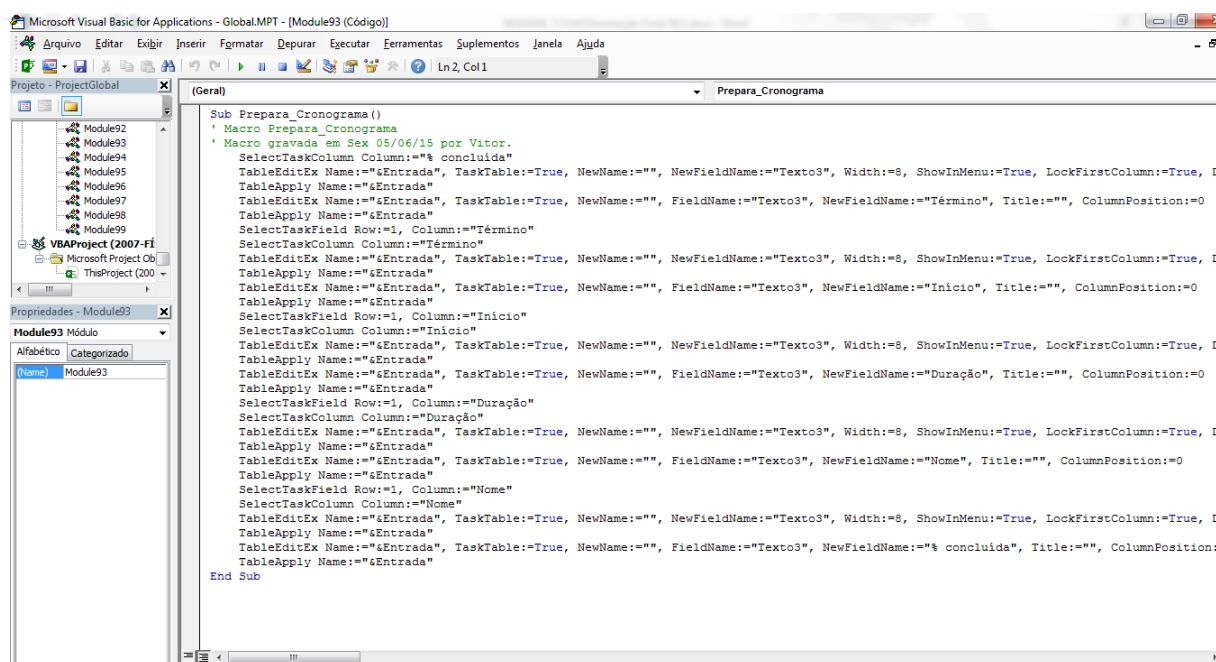 Microsoft Visual Basic for Applications - Global.MPT - [Module93 (Código)]
Arquivo Editar Exibir Inserir Formatar Depurar Executar Ferramentas Suplementos Janela Ajuda
Ln 2, Col 1
Projeto - ProjectGlobal
Module92
Module93
Module94
Module95
Module96
Module97
Module98
Module99
VBAProject (2007-FÍ
Microsoft Project Ob
ThisProject (200
Propriedades - Module93
Module93 Módulo
Alfabético Categorizado
(Name) Module93
(Geral) Prepara_Cronograma
Sub Prepara_Cronograma()
' Macro Prepara_Cronograma
' Macro gravada em Sex 05/06/15 por Vitor.
SelectTaskColumn Column:="% concluída"
TableEditEx Name:="&Entrada", TaskTable:=True, NewName:="", NewFieldName:="Texto3", Width:=8, ShowInMenu:=True, LockFirstColumn:=True,
TableApply Name:="&Entrada"
TableEditEx Name:="&Entrada", TaskTable:=True, NewName:="", FieldName:="Texto3", NewFieldName:="Término", Title:="", ColumnPosition:=0
TableApply Name:="&Entrada"
SelectTaskField Row:=1, Column:="Término"
SelectTaskColumn Column:="Término"
TableEditEx Name:="&Entrada", TaskTable:=True, NewName:="", NewFieldName:="Texto3", Width:=8, ShowInMenu:=True, LockFirstColumn:=True,
TableApply Name:="&Entrada"
TableEditEx Name:="&Entrada", TaskTable:=True, NewName:="", FieldName:="Texto3", NewFieldName:="Início", Title:="", ColumnPosition:=0
TableApply Name:="&Entrada"
SelectTaskField Row:=1, Column:="Início"
SelectTaskColumn Column:="Início"
TableEditEx Name:="&Entrada", TaskTable:=True, NewName:="", NewFieldName:="Texto3", Width:=8, ShowInMenu:=True, LockFirstColumn:=True,
TableApply Name:="&Entrada"
TableEditEx Name:="&Entrada", TaskTable:=True, NewName:="", FieldName:="Texto3", NewFieldName:="Duração", Title:="", ColumnPosition:=0
TableApply Name:="&Entrada"
SelectTaskField Row:=1, Column:="Duração"
SelectTaskColumn Column:="Duração"
TableEditEx Name:="&Entrada", TaskTable:=True, NewName:="", NewFieldName:="Texto3", Width:=8, ShowInMenu:=True, LockFirstColumn:=True,
TableApply Name:="&Entrada"
TableEditEx Name:="&Entrada", TaskTable:=True, NewName:="", FieldName:="Texto3", NewFieldName:="Nome", Title:="", ColumnPosition:=0
TableApply Name:="&Entrada"
SelectTaskField Row:=1, Column:="Nome"
SelectTaskColumn Column:="Nome"
TableEditEx Name:="&Entrada", TaskTable:=True, NewName:="", NewFieldName:="Texto3", Width:=8, ShowInMenu:=True, LockFirstColumn:=True,
TableApply Name:="&Entrada"
TableEditEx Name:="&Entrada", TaskTable:=True, NewName:="", FieldName:="Texto3", NewFieldName:="% concluída", Title:="", ColumnPosition:
TableApply Name:="&Entrada"
End Sub